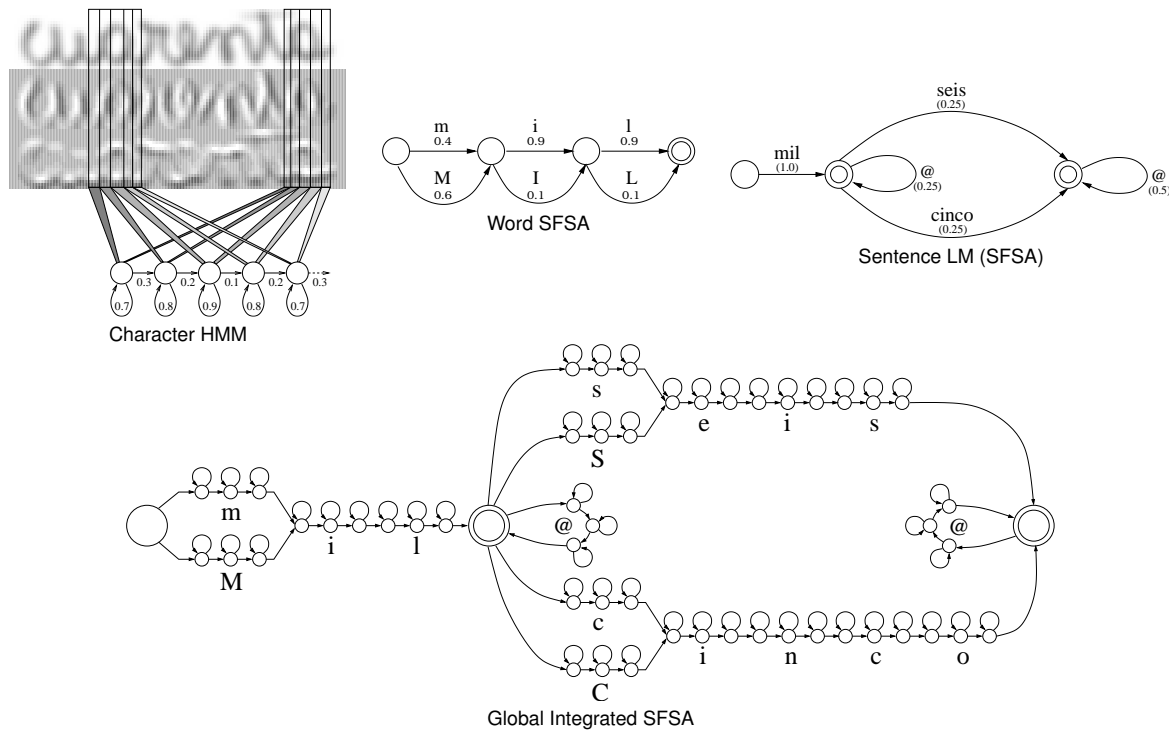 cuarenta
0.3 0.2 0.1 0.2 0.3
0.7 0.8 0.9 0.8 0.7
Character HMM
m i l
0.4 0.9 0.9
M I L
0.6 0.1 0.1
Word SFSA
seis
(0.25)
mil
(1.0)
@
(0.25)
@
(0.5)
cinco
(0.25)
Sentence LM (SFSA)
s
e i s
S
m
@ @
i l
M
c
i n c o
C
Global Integrated SFSA